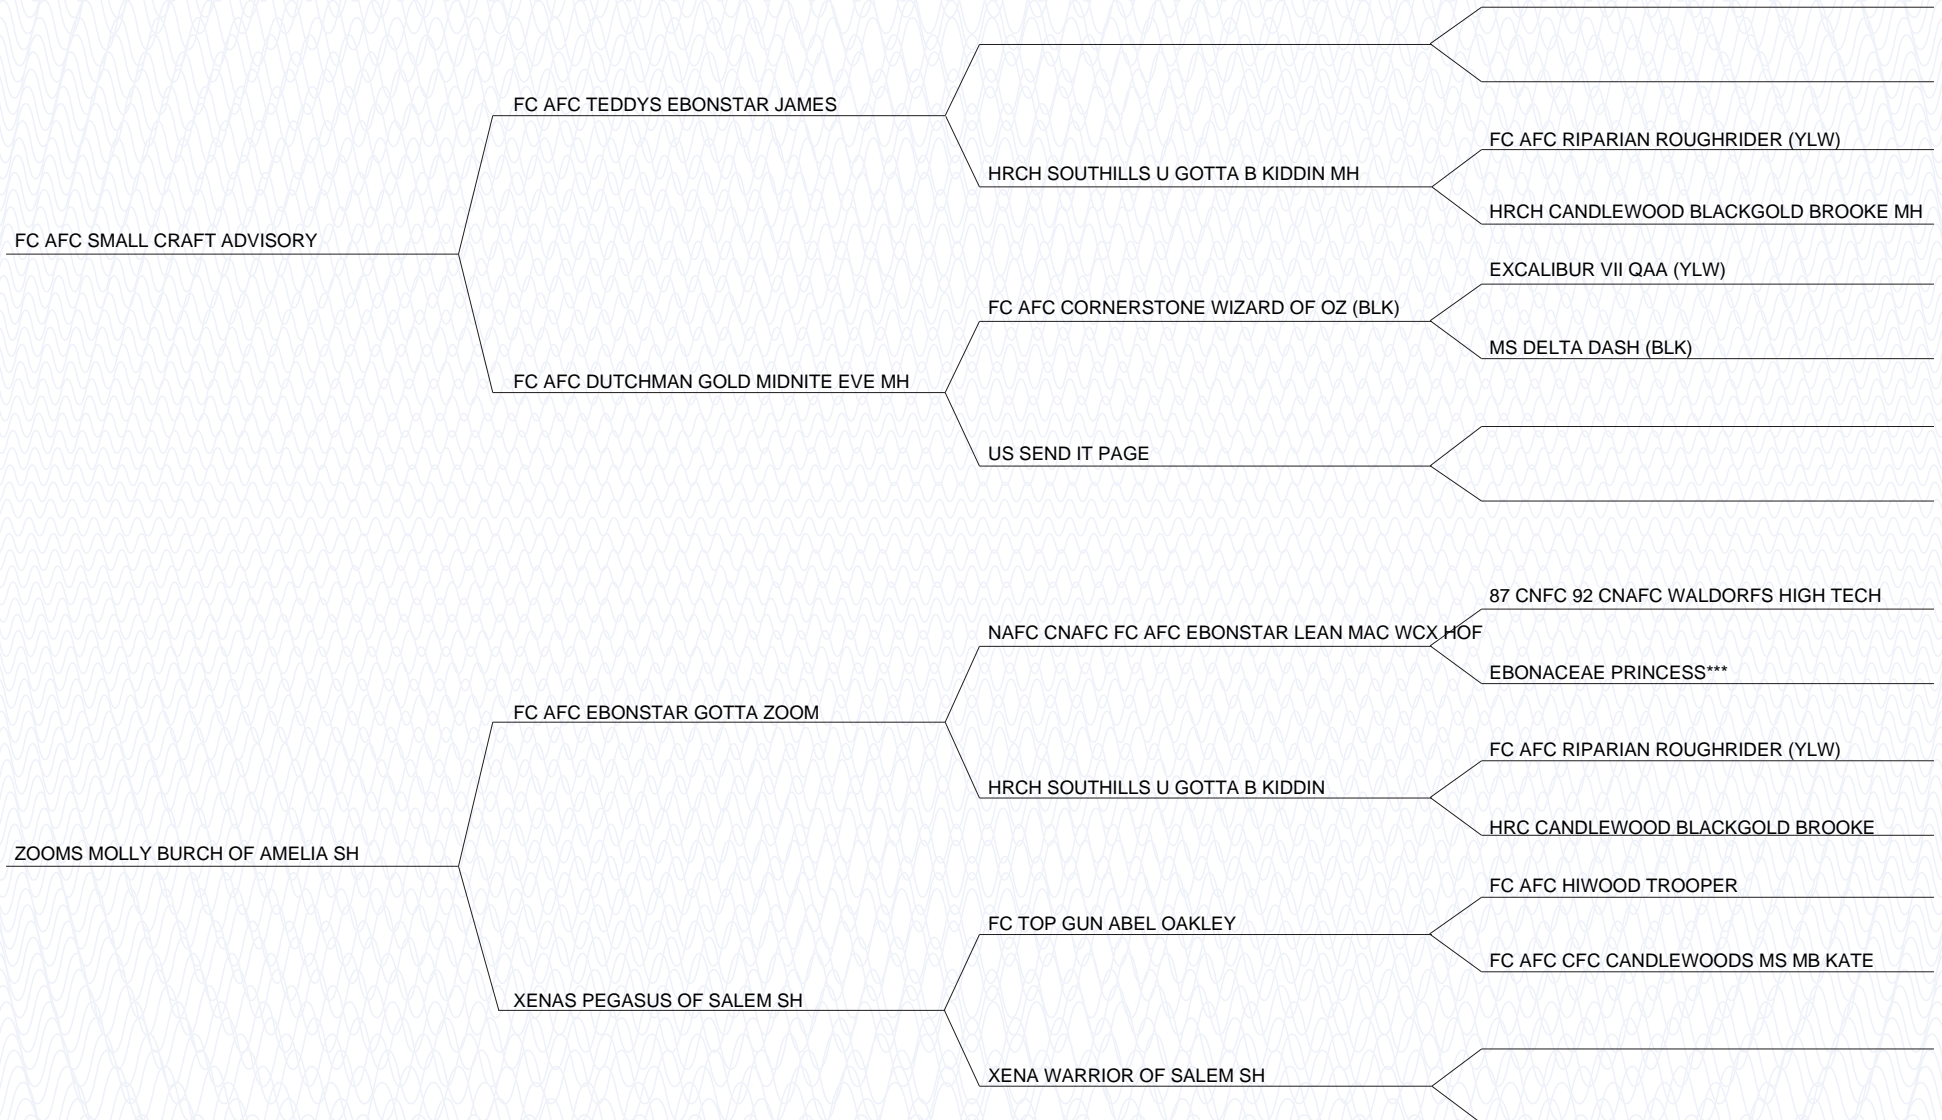 FC AFC TEDDYS EBONSTAR JAMES
FC AFC RIPARIAN ROUGHRIDER (YLW)
HRCH SOUTHILLS U GOTTA B KIDDIN MH
HRCH CANDLEWOOD BLACKGOLD BROOKE MH
FC AFC SMALL CRAFT ADVISORY
EXCALIBUR VII QAA (YLW)
FC AFC CORNERSTONE WIZARD OF OZ (BLK)
MS DELTA DASH (BLK)
FC AFC DUTCHMAN GOLD MIDNITE EVE MH
US SEND IT PAGE
87 CNFC 92 CNAFC WALDORFS HIGH TECH
NAFC CNAFC FC AFC EBONSTAR LEAN MAC WCX HOF
EBONACEAE PRINCESS***
FC AFC EBONSTAR GOTTA ZOOM
FC AFC RIPARIAN ROUGHRIDER (YLW)
HRCH SOUTHILLS U GOTTA B KIDDIN
HRC CANDLEWOOD BLACKGOLD BROOKE
ZOOMS MOLLY BURCH OF AMELIA SH
FC AFC HIWOOD TROOPER
FC TOP GUN ABEL OAKLEY
FC AFC CFC CANDLEWOODS MS MB KATE
XENAS PEGASUS OF SALEM SH
XENA WARRIOR OF SALEM SH